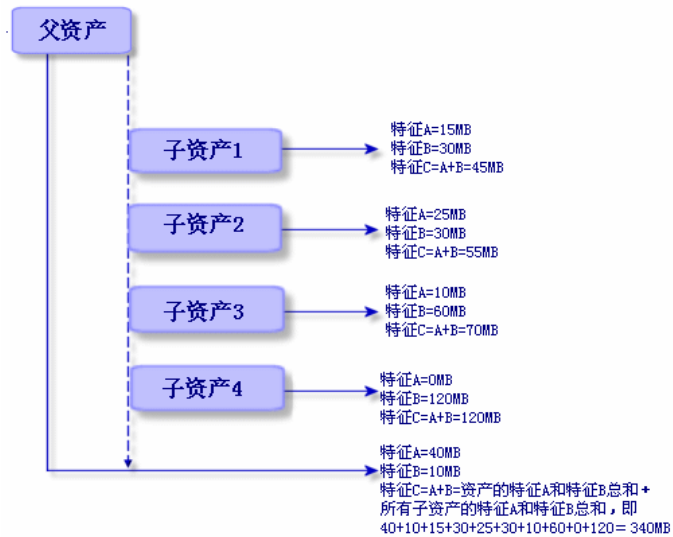 父资产
子资产1
特征A=15MB
特征B=30MB
特征C=A+B=45MB
子资产2
特征A=25MB
特征B=30MB
特征C=A+B=55MB
子资产3
特征A=10MB
特征B=60MB
特征C=A+B=70MB
子资产4
特征A=0MB
特征B=120MB
特征C=A+B=120MB
特征A=40MB
特征B=10MB
特征C=A+B=资产的特征A和特征B总和+
所有子资产的特征A和特征B总和，即
40+10+15+30+25+30+10+60+0+120=340MB